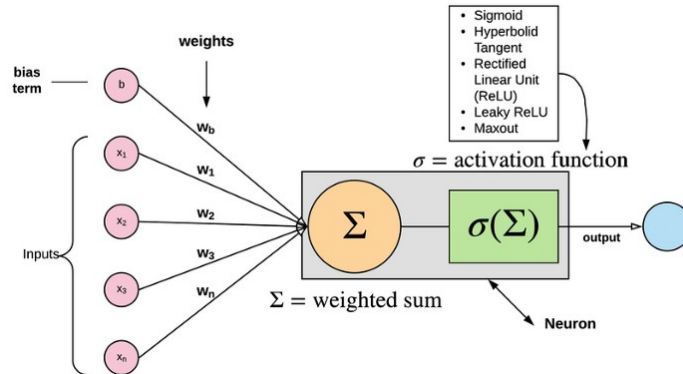 weights
bias
term
b
Inputs
x1
x2
x3
xn
wb
w1
w2
w3
wn
• Sigmoid
• Hyperbolid
Tangent
• Rectified
Linear Unit
(ReLU)
• Leaky ReLU
• Maxout
σ = activation function
Σ
σ(Σ)
output
Σ = weighted sum
Neuron